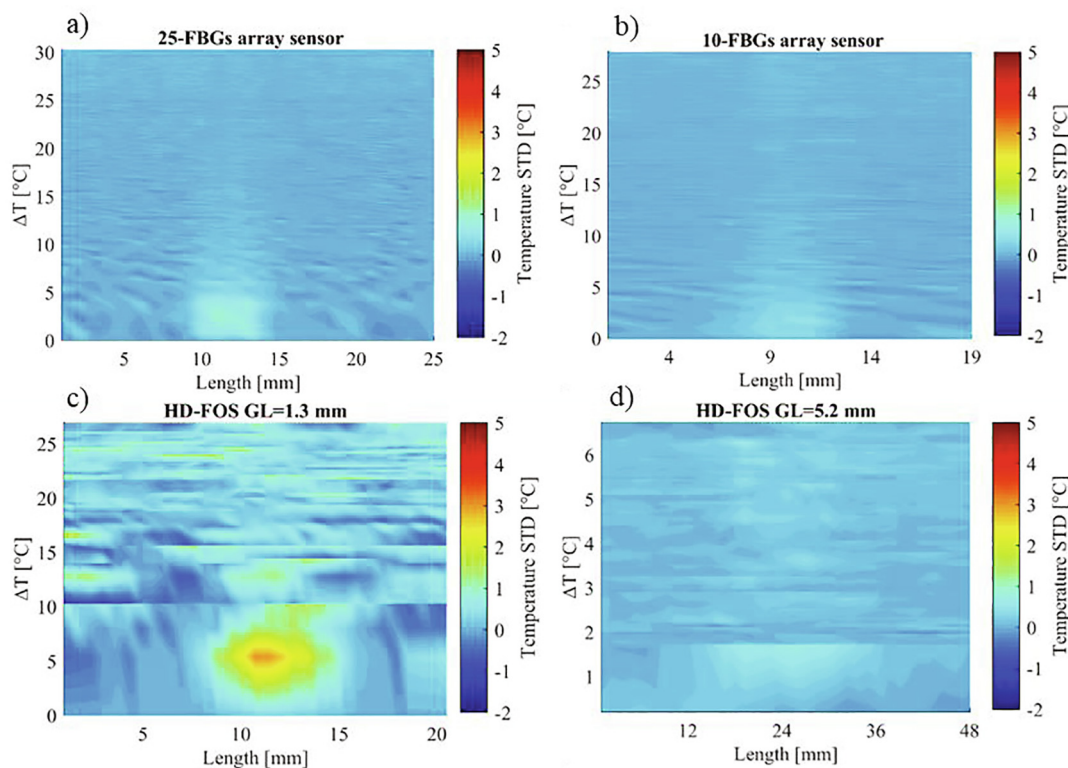 a)
25-FBGs array sensor
30
25
20
15
10
5
0
ΔT [°C]
5 10 15 20 25
Length [mm]
5
4
3
2
1
0
-1
-2
Temperature STD [°C]
b)
10-FBGs array sensor
25
20
15
10
5
0
ΔT [°C]
4 9 14 19
Length [mm]
5
4
3
2
1
0
-1
-2
Temperature STD [°C]
c)
HD-FOS GL=1.3 mm
25
20
15
10
5
0
ΔT [°C]
5 10 15 20
Length [mm]
5
4
3
2
1
0
-1
-2
Temperature STD [°C]
d)
HD-FOS GL=5.2 mm
6
5
4
3
2
1
ΔT [°C]
12 24 36 48
Length [mm]
5
4
3
2
1
0
-1
-2
Temperature STD [°C]